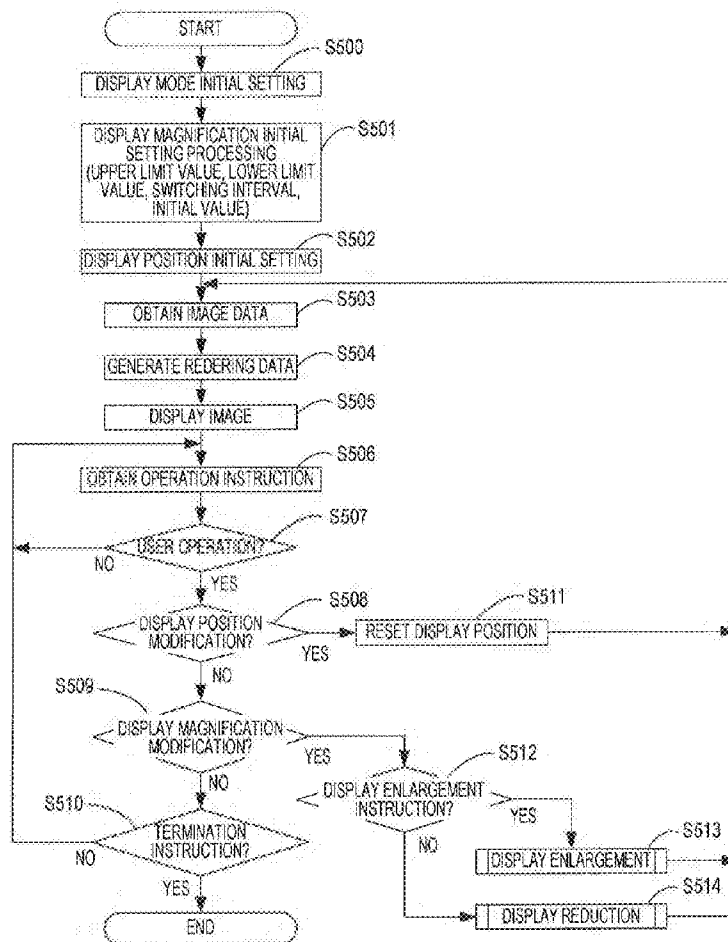 START
S500
DISPLAY MODE INITIAL SETTING
S501
DISPLAY MAGNIFICATION INITIAL
SETTING PROCESSING
(UPPER LIMIT VALUE, LOWER LIMIT
VALUE, SWITCHING INTERVAL,
INITIAL VALUE)
S502
DISPLAY POSITION INITIAL SETTING
S503
OBTAIN IMAGE DATA
S504
GENERATE REDERING DATA
S505
DISPLAY IMAGE
S506
OBTAIN OPERATION INSTRUCTION
S507
USER OPERATION?
NO
YES
S508
DISPLAY POSITION
MODIFICATION?
YES
NO
S511
RESET DISPLAY POSITION
S509
DISPLAY MAGNIFICATION
MODIFICATION?
YES
NO
S512
DISPLAY ENLARGEMENT
INSTRUCTION?
YES
NO
S510
TERMINATION
INSTRUCTION?
NO
YES
S513
DISPLAY ENLARGEMENT
S514
DISPLAY REDUCTION
END